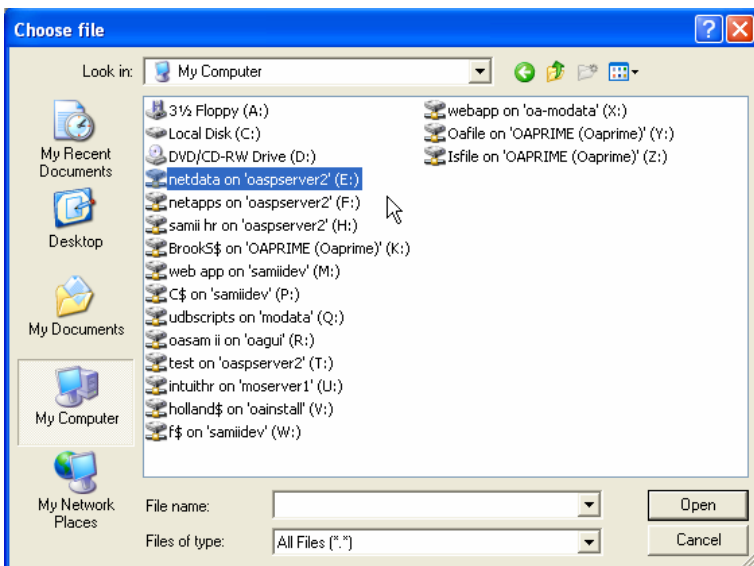 Choose file
Look in:
My Computer
My Recent
Documents
Desktop
My Documents
My Computer
My Network
Places
3½ Floppy (A:)
Local Disk (C:)
DVD/CD-RW Drive (D:)
netdata on 'oaspserver2' (E:)
netapps on 'oaspserver2' (F:)
samii hr on 'oaspserver2' (H:)
BrookS$ on 'OAPRIME (Oaprime)' (K:)
web app on 'samiidev' (M:)
C$ on 'samiidev' (P:)
udbscripts on 'modata' (Q:)
oasam ii on 'oagui' (R:)
test on 'oaspserver2' (T:)
intuithr on 'moserver1' (U:)
holland$ on 'oainstall' (V:)
f$ on 'samiidev' (W:)
webapp on 'oa-modata' (X:)
Oafile on 'OAPRIME (Oaprime)' (Y:)
Isfile on 'OAPRIME (Oaprime)' (Z:)
File name:
Open
Files of type:
All Files (*.*)
Cancel